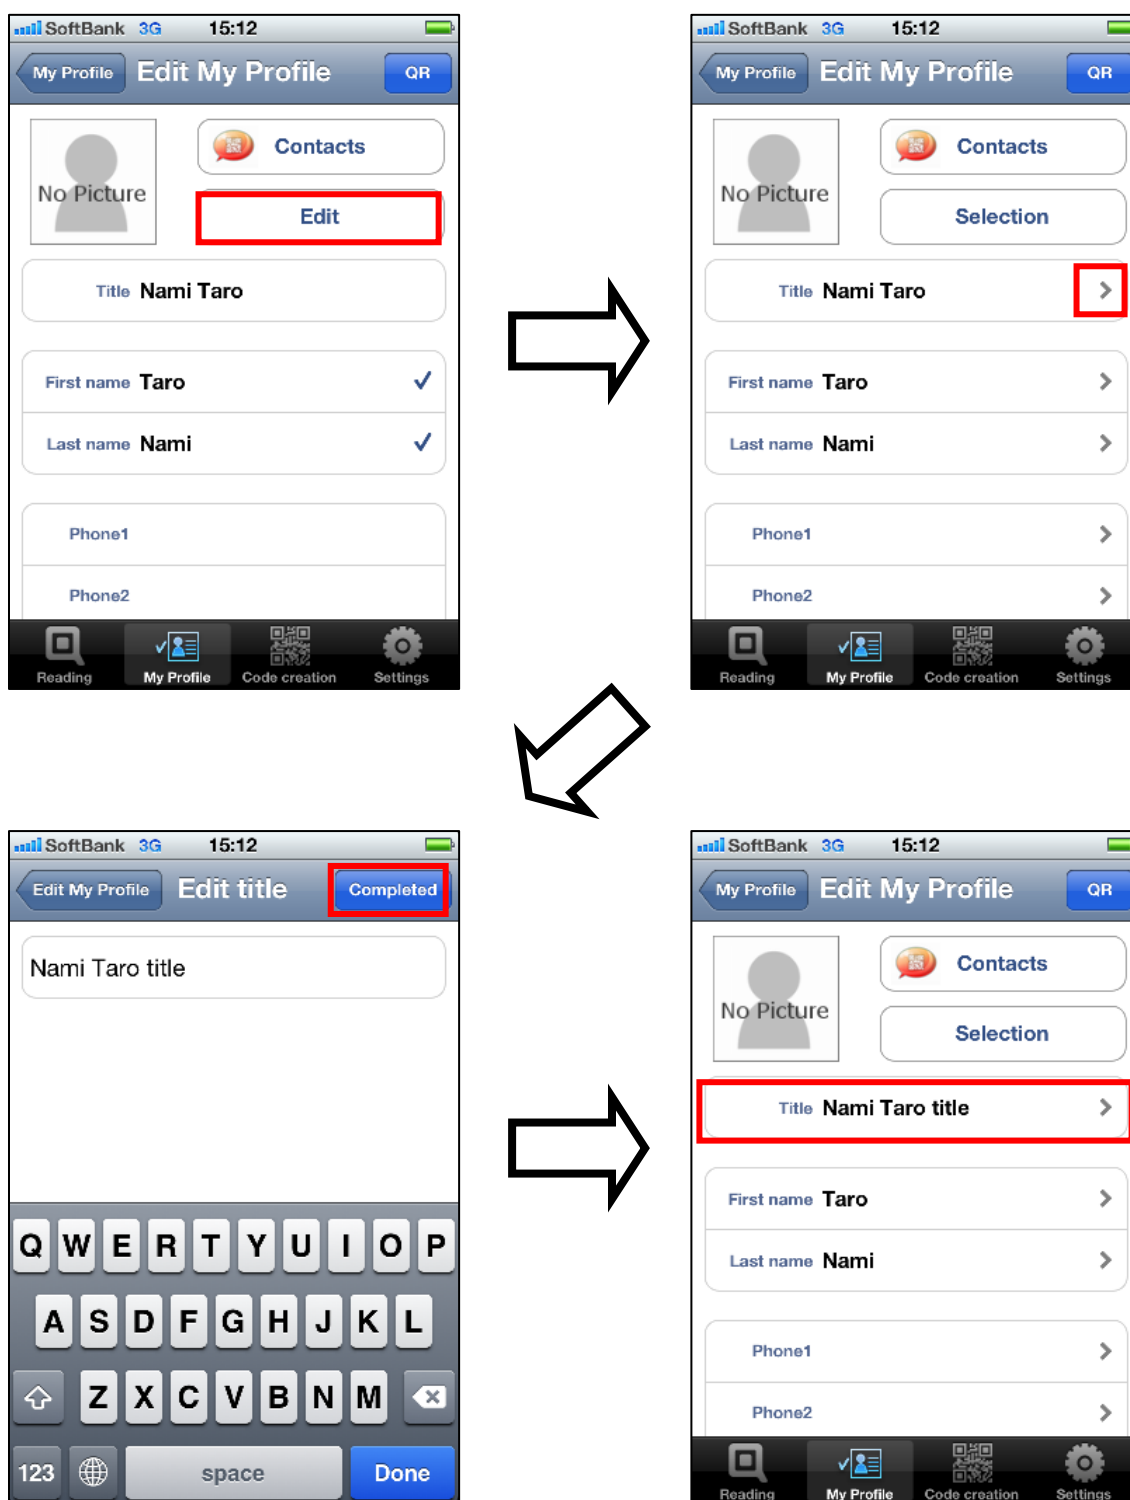 SoftBank 3G 15:12
My Profile Edit My Profile QR
No Picture
Contacts
Edit
Title Nami Taro
First name Taro
Last name Nami
Phone1
Phone2
Reading My Profile Code creation Settings
SoftBank 3G 15:12
My Profile Edit My Profile QR
No Picture
Contacts
Selection
Title Nami Taro
First name Taro
Last name Nami
Phone1
Phone2
Reading My Profile Code creation Settings
SoftBank 3G 15:12
Edit My Profile Edit title Completed
Nami Taro title
Q W E R T Y U I O P
A S D F G H J K L
Z X C V B N M
123 space Done
SoftBank 3G 15:12
My Profile Edit My Profile QR
No Picture
Contacts
Selection
Title Nami Taro title
First name Taro
Last name Nami
Phone1
Phone2
Reading My Profile Code creation Settings